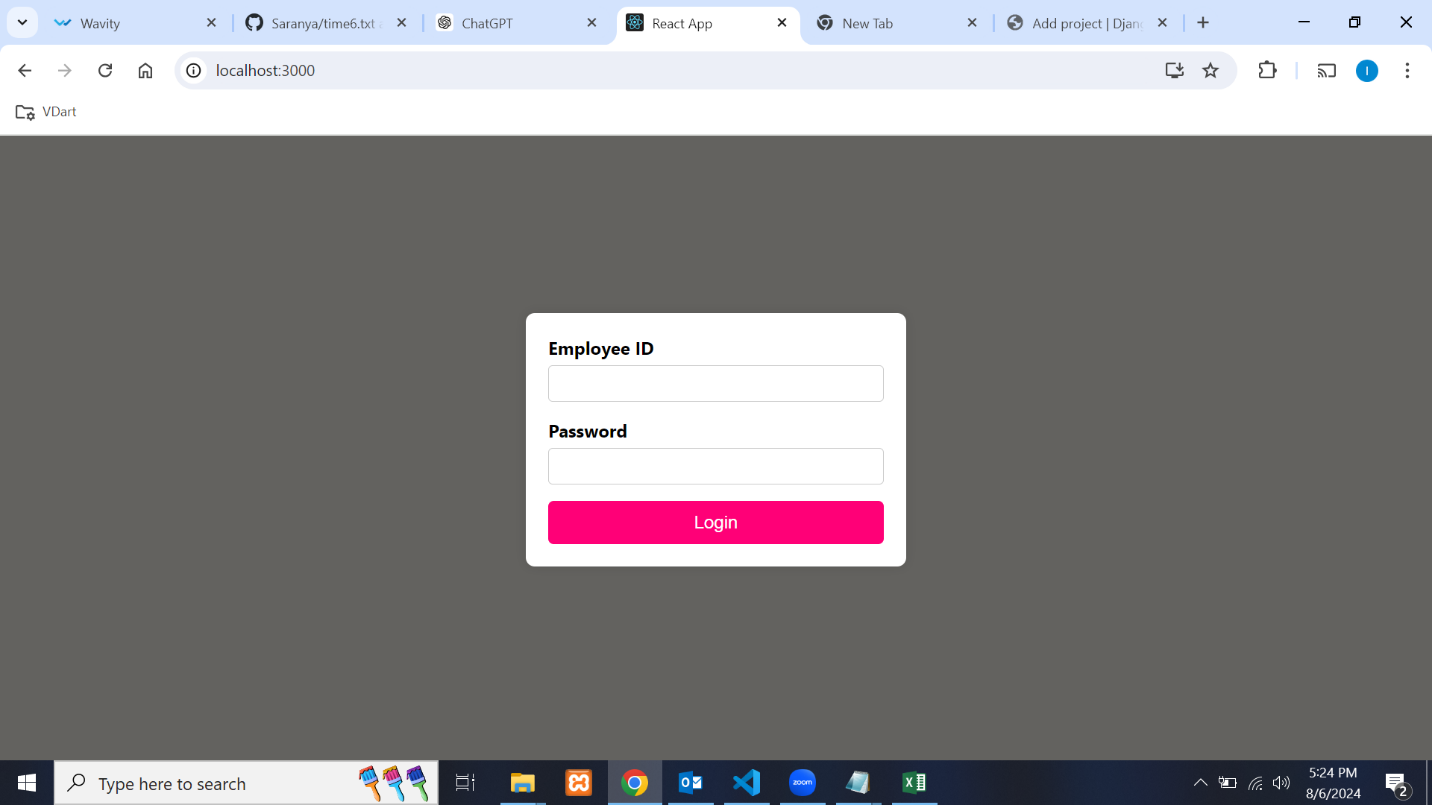 Wavity
Saranya/time6.txt
ChatGPT
React App
New Tab
Add project | Djan
localhost:3000
I
VDart
Employee ID
Password
Login
Type here to search
zoom
5:24 PM
8/6/2024
2